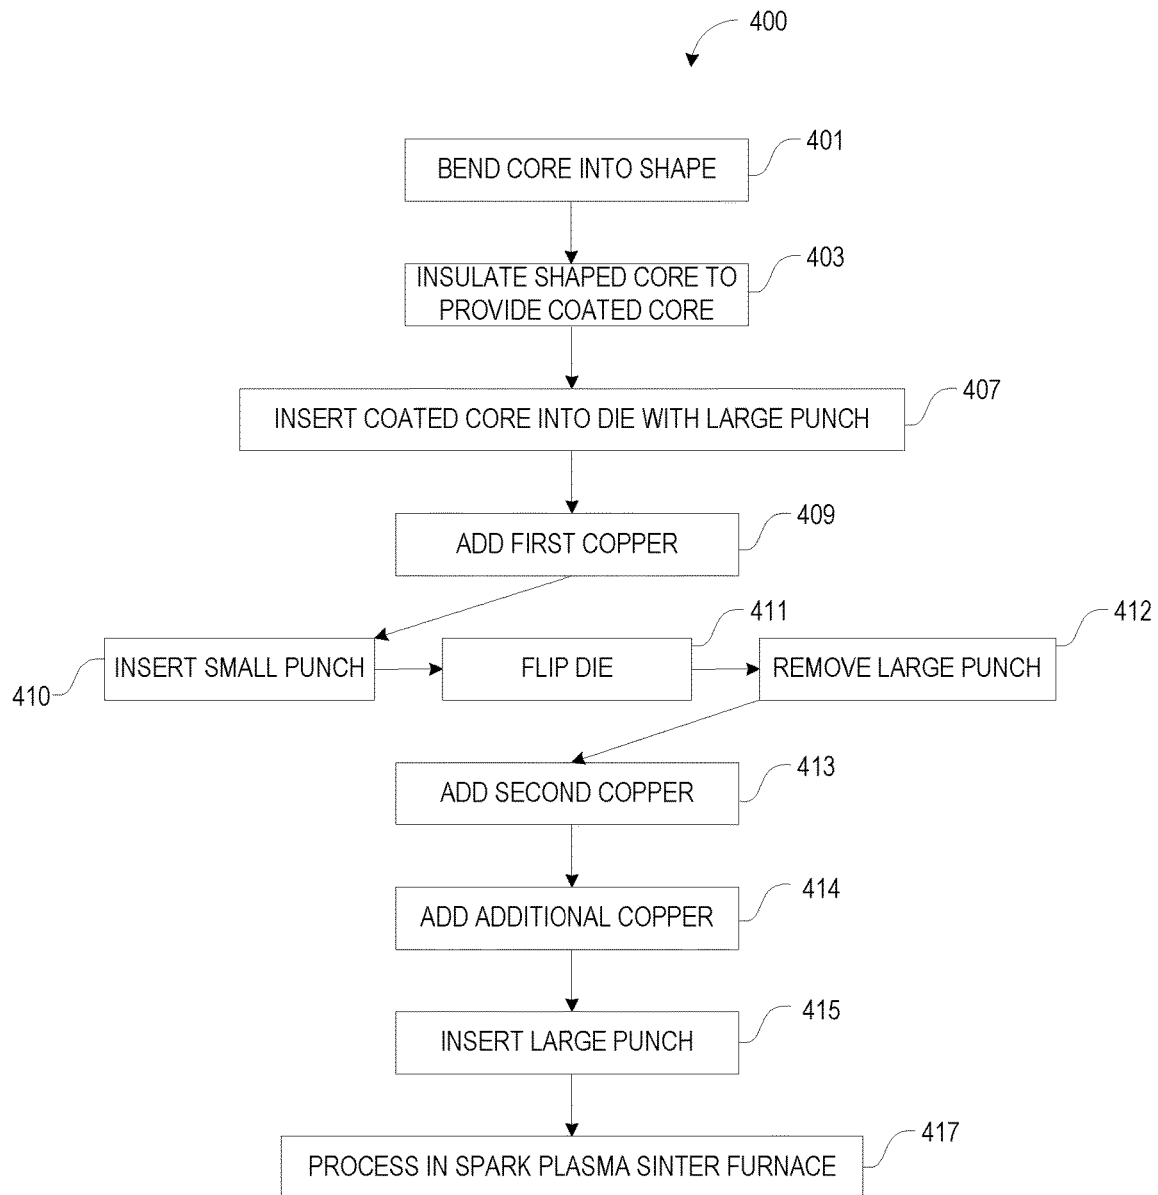 400
401
BEND CORE INTO SHAPE
403
INSULATE SHAPED CORE TO
PROVIDE COATED CORE
407
INSERT COATED CORE INTO DIE WITH LARGE PUNCH
409
ADD FIRST COPPER
410
INSERT SMALL PUNCH
411
FLIP DIE
412
REMOVE LARGE PUNCH
413
ADD SECOND COPPER
414
ADD ADDITIONAL COPPER
415
INSERT LARGE PUNCH
417
PROCESS IN SPARK PLASMA SINTER FURNACE